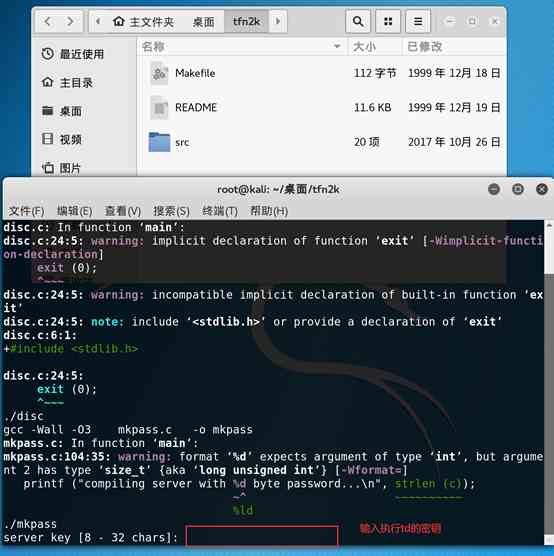 主文件夹 桌面 tfn2k
名称 大小 已修改
最近使用
主目录
桌面
视频
图片
Makefile 112 字节 1999 年 12月 18 日
README 11.6 KB 1999 年 12月 19 日
src 20 项 2017 年 10月 26 日
root@kali: ~/桌面/tfn2k
文件(F) 编辑(E) 查看(V) 搜索(S) 终端(T) 帮助(H)
disc.c: In function ‘main’:
disc.c:24:5: warning: implicit declaration of function ‘exit’ [-Wimplicit-functi
on-declaration]
exit (0);
^~~~
disc.c:24:5: warning: incompatible implicit declaration of built-in function ‘ex
it’
disc.c:24:5: note: include ‘<stdlib.h>’ or provide a declaration of ‘exit’
disc.c:6:1:
+#include <stdlib.h>
disc.c:24:5:
exit (0);
^~~~
./disc
gcc -Wall -O3 mkpass.c -o mkpass
mkpass.c: In function ‘main’:
mkpass.c:104:35: warning: format ‘%d’ expects argument of type ‘int’, but argume
nt 2 has type ‘size_t’ {aka ‘long unsigned int’} [-Wformat=]
printf ("compiling server with %d byte password...\n", strlen (c));
~^ ~~~~~~~~~~
%ld
./mkpass
server key [8 - 32 chars]: 输入执行td的密钥